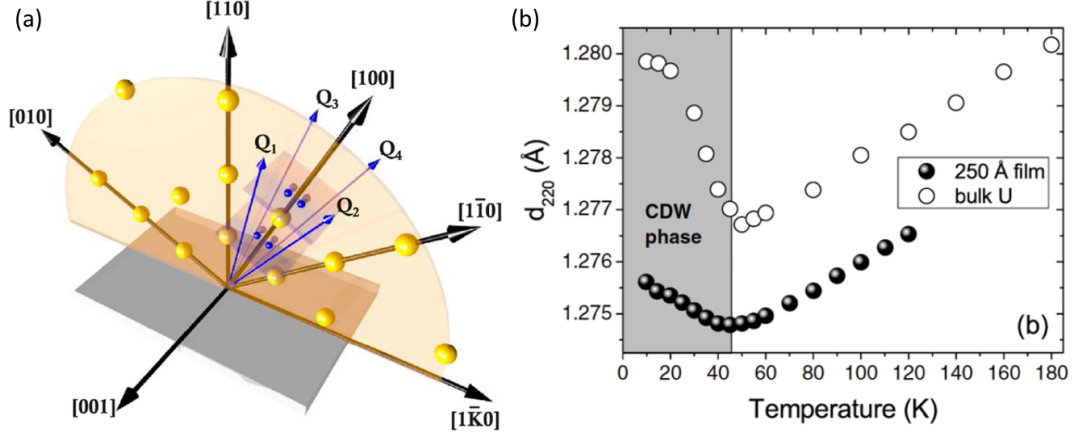 (a)
[110]
[010]
Q₃
[100]
Q₁
Q₄
Q₂
[11̄0]
[001]
[1K̄0]
(b)
d₂₂₀ (Å)
1.280
1.279
1.278
1.277
1.276
1.275
CDW
phase
250 Å film
bulk U
(b)
0 20 40 60 80 100 120 140 160 180
Temperature (K)